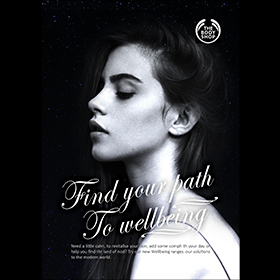 THE
BODY
SHOP
Find your path
To wellbeing
Need a little calm, to revitalise your skin, add some oomph to your day or
help you find the land of nod? Try our new Wellbeing ranges: our solutions
to the modern world.